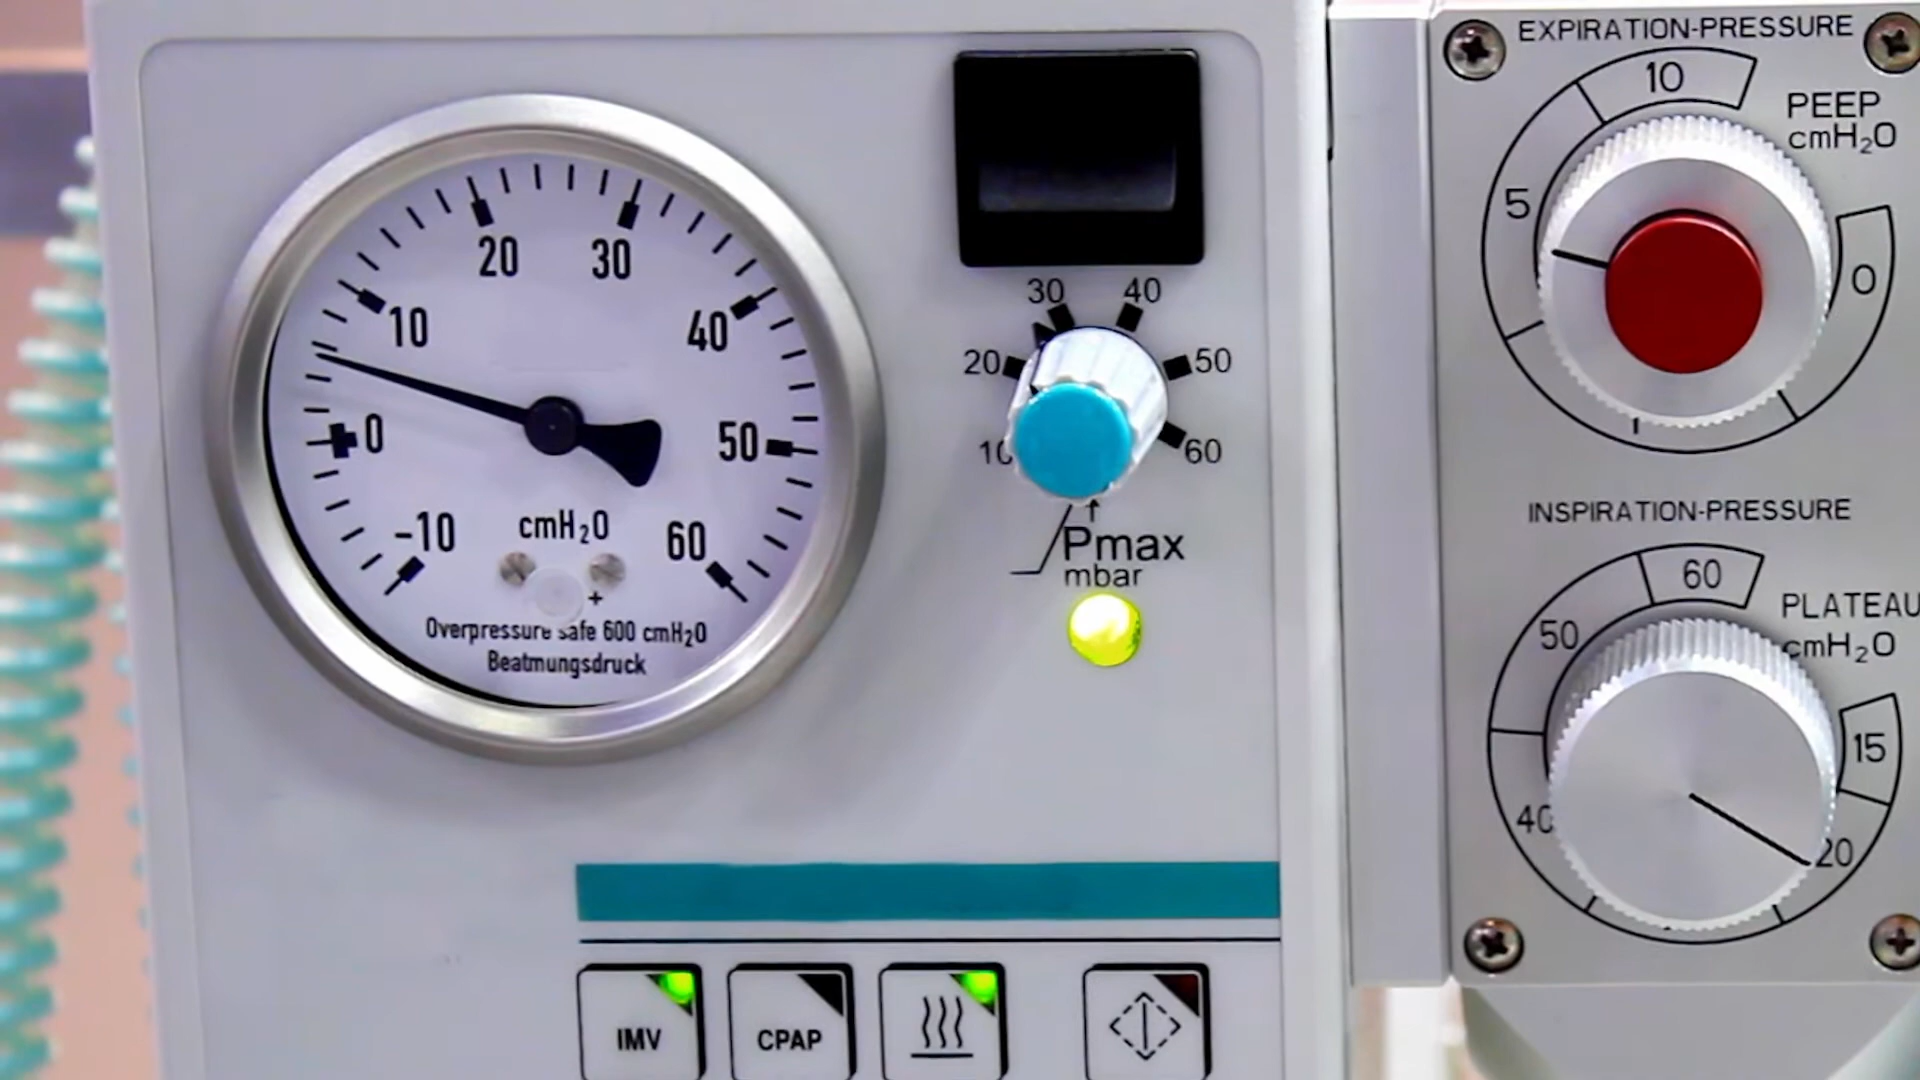 20 30
10 40
0 50
-10 cmH₂O 60
+
Overpressure safe 600 cmH₂O
Beatmungsdruck
30 40
20 50
10 60
Pmax
mbar
IMV
CPAP
EXPIRATION-PRESSURE
10
PEEP
cmH₂O
5
0
1
INSPIRATION-PRESSURE
60
PLATEAU
cmH₂O
50
15
40
20